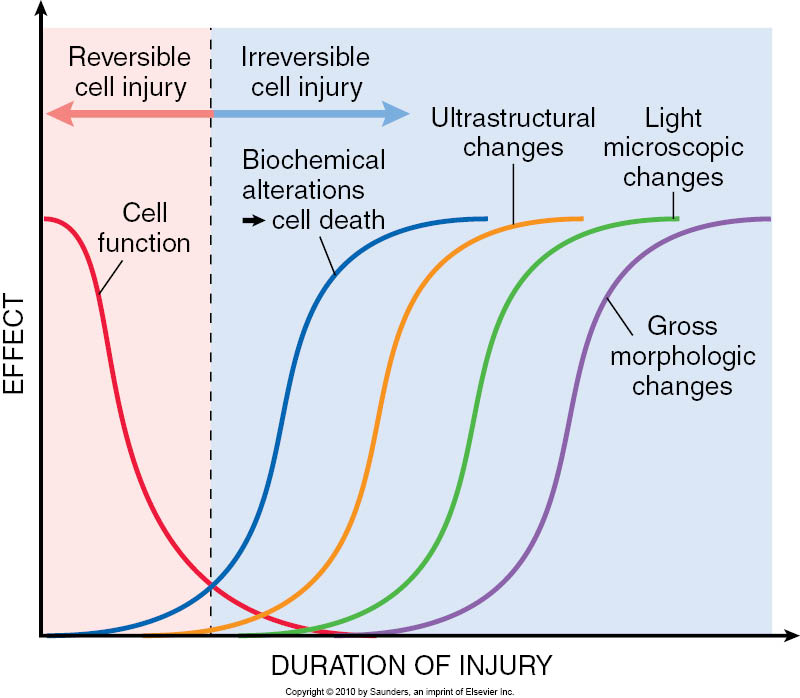 Reversible
cell injury
Irreversible
cell injury
Ultrastructural
changes
Light
microscopic
changes
Biochemical
alterations
➡ cell death
Cell
function
Gross
morphologic
changes
EFFECT
DURATION OF INJURY
Copyright © 2010 by Saunders, an imprint of Elsevier Inc.